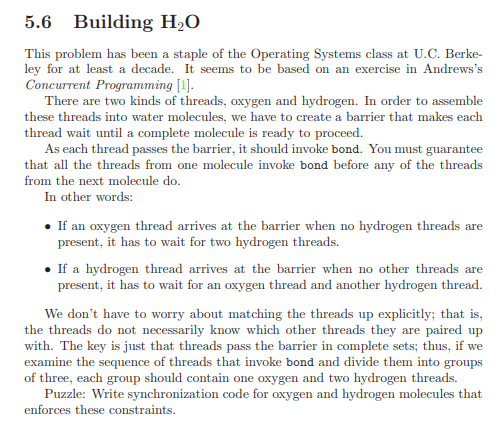 5.6 Building H₂O
This problem has been a staple of the Operating Systems class at U.C. Berke-
ley for at least a decade. It seems to be based on an exercise in Andrews's
Concurrent Programming [1].
There are two kinds of threads, oxygen and hydrogen. In order to assemble
these threads into water molecules, we have to create a barrier that makes each
thread wait until a complete molecule is ready to proceed.
As each thread passes the barrier, it should invoke bond. You must guarantee
that all the threads from one molecule invoke bond before any of the threads
from the next molecule do.
In other words:
• If an oxygen thread arrives at the barrier when no hydrogen threads are
present, it has to wait for two hydrogen threads.
• If a hydrogen thread arrives at the barrier when no other threads are
present, it has to wait for an oxygen thread and another hydrogen thread.
We don't have to worry about matching the threads up explicitly; that is,
the threads do not necessarily know which other threads they are paired up
with. The key is just that threads pass the barrier in complete sets; thus, if we
examine the sequence of threads that invoke bond and divide them into groups
of three, each group should contain one oxygen and two hydrogen threads.
Puzzle: Write synchronization code for oxygen and hydrogen molecules that
enforces these constraints.